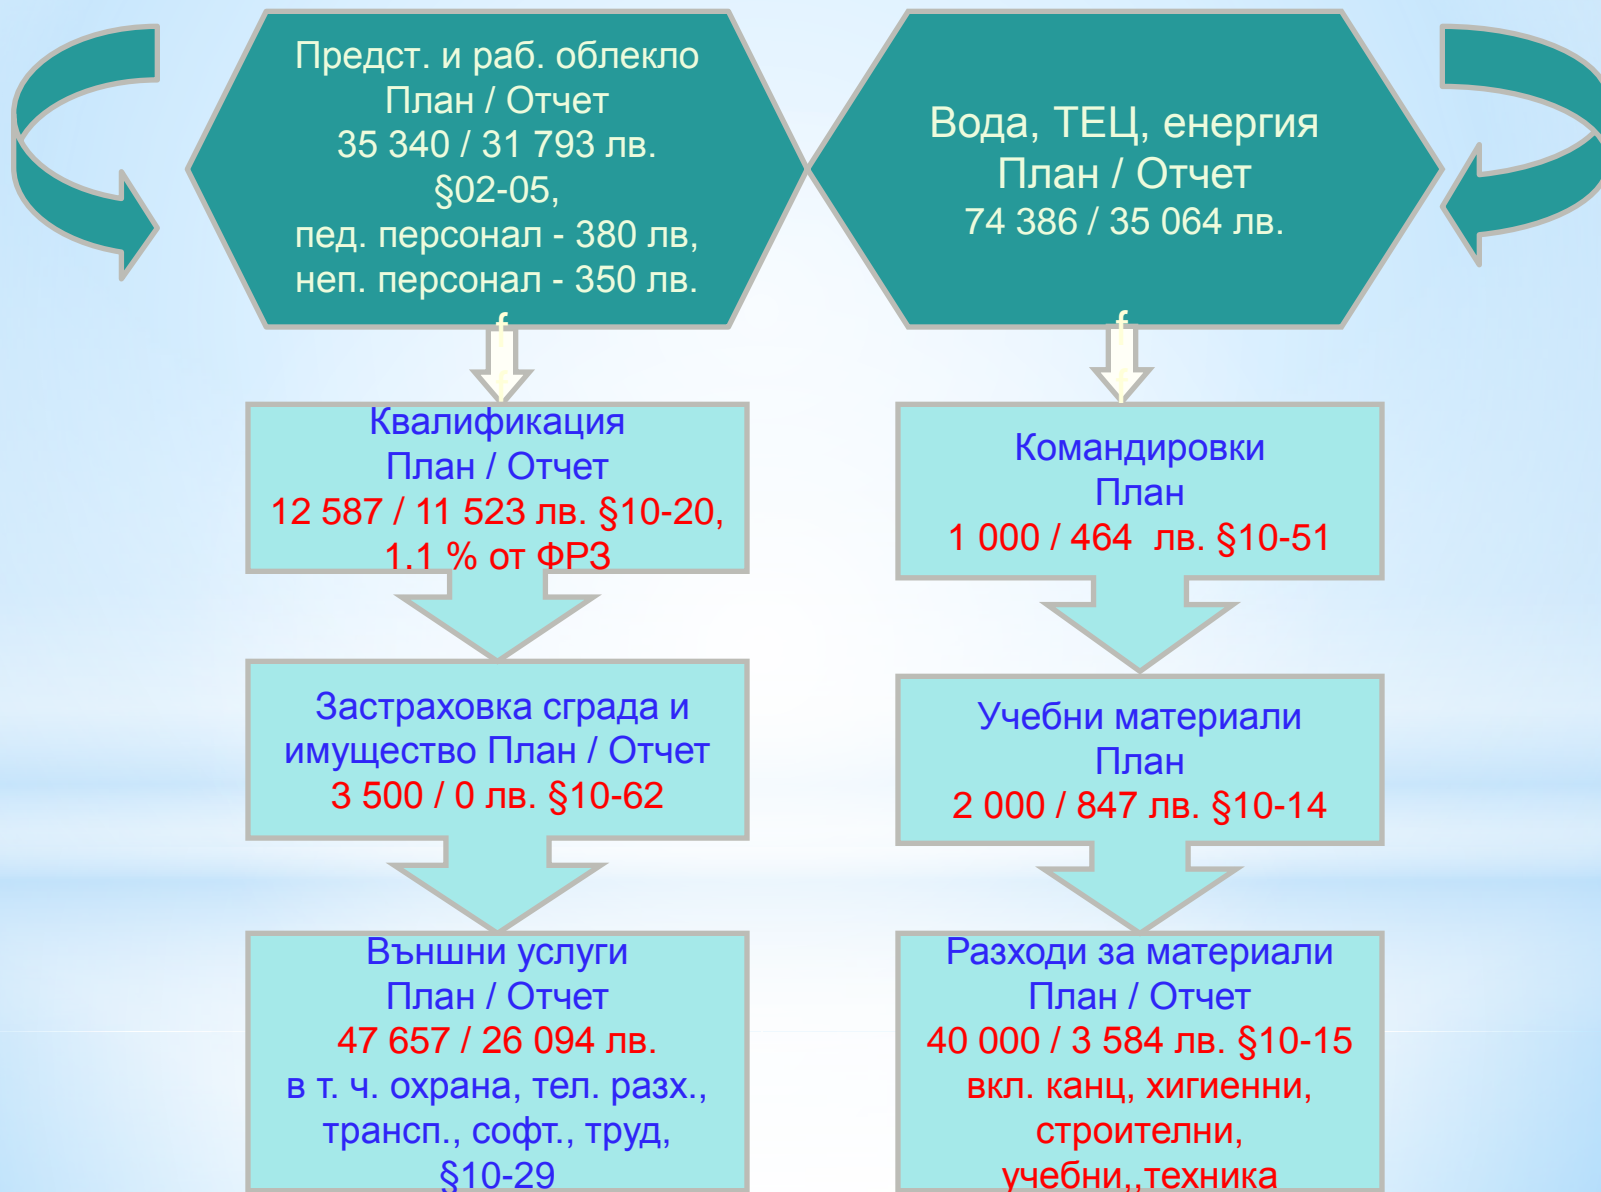 Предст. и раб. облекло
План / Отчет
35 340 / 31 793 лв.
§02-05,
пед. персонал - 380 лв,
неп. персонал - 350 лв.
f
Квалификация
План / Отчет
12 587 / 11 523 лв. §10-20,
1.1 % от ФРЗ
Застраховка сграда и
имущество План / Отчет
3 500 / 0 лв. §10-62
Външни услуги
План / Отчет
47 657 / 26 094 лв.
в т. ч. охрана, тел. разх.,
трансп., софт., труд,
§10-29
Вода, ТЕЦ, енергия
План / Отчет
74 386 / 35 064 лв.
f
Командировки
План
1 000 / 464 лв. §10-51
Учебни материали
План
2 000 / 847 лв. §10-14
Разходи за материали
План / Отчет
40 000 / 3 584 лв. §10-15
вкл. канц, хигиенни,
строителни,
учебни,,техника